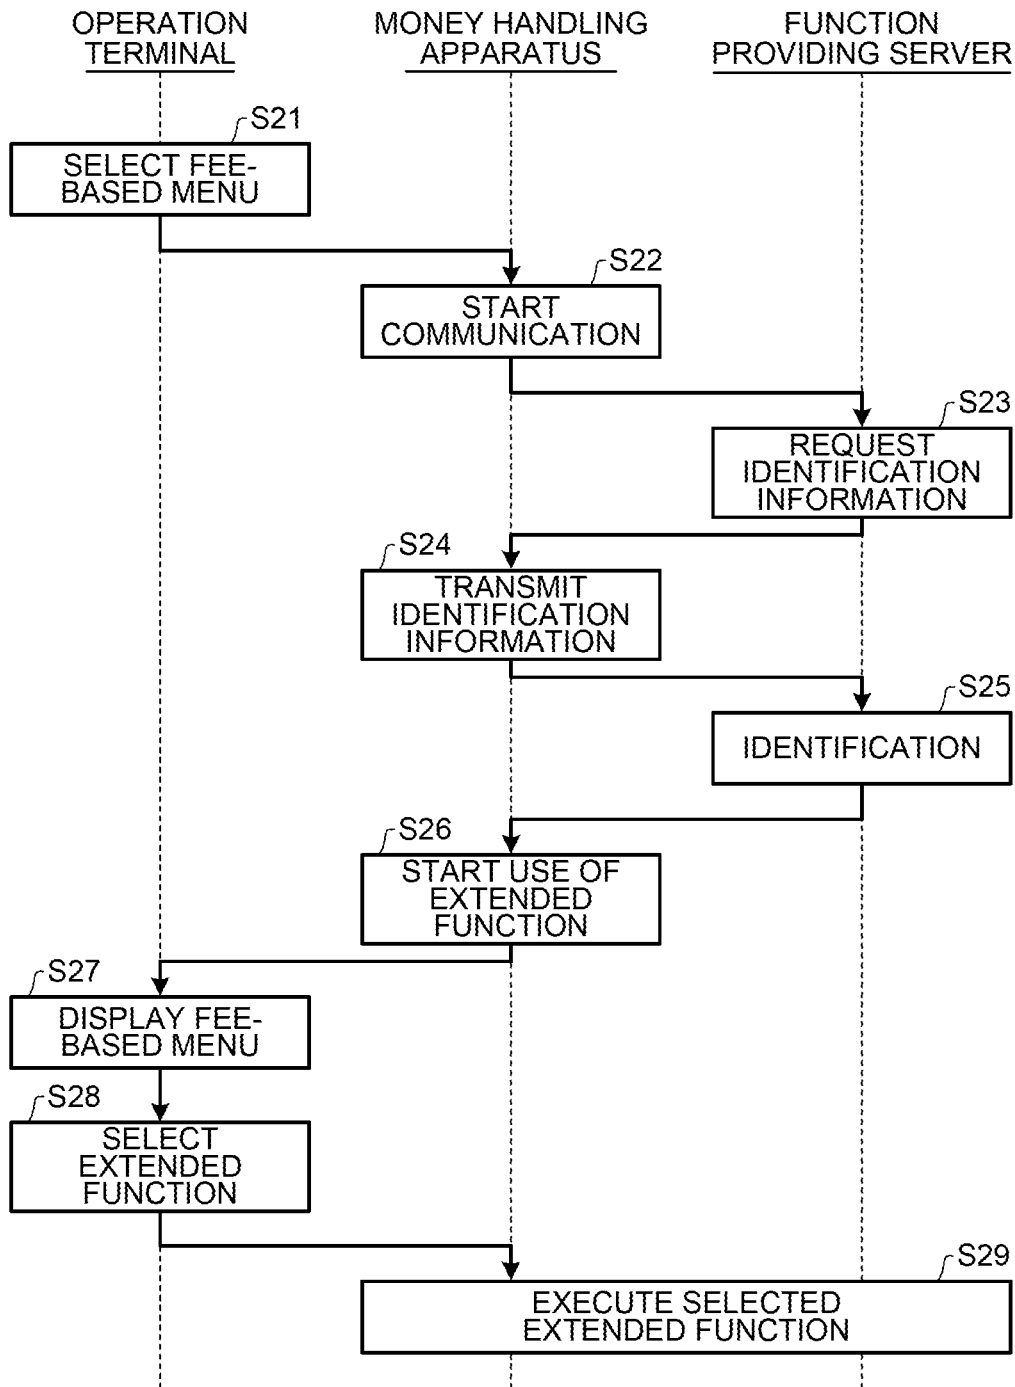 OPERATION
TERMINAL
MONEY HANDLING
APPARATUS
FUNCTION
PROVIDING SERVER
S21
SELECT FEE-
BASED MENU
S22
START
COMMUNICATION
S23
REQUEST
IDENTIFICATION
INFORMATION
S24
TRANSMIT
IDENTIFICATION
INFORMATION
S25
IDENTIFICATION
S26
START USE OF
EXTENDED
FUNCTION
S27
DISPLAY FEE-
BASED MENU
S28
SELECT
EXTENDED
FUNCTION
S29
EXECUTE SELECTED
EXTENDED FUNCTION